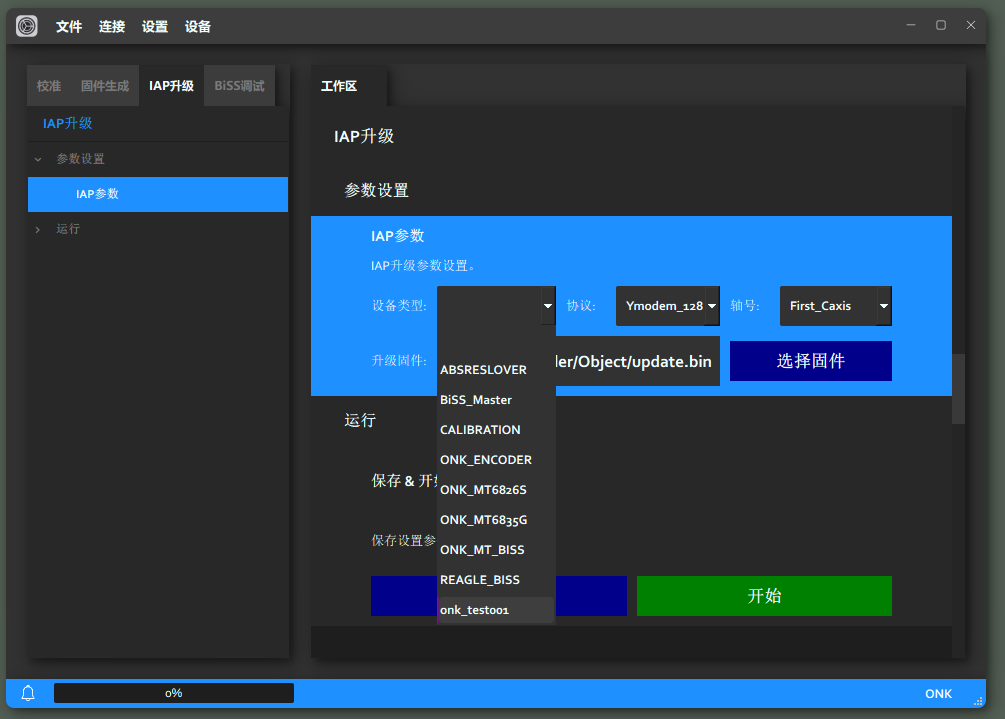 文件 连接 设置 设备
校准 固件生成 IAP升级 BiSS调试
IAP升级
参数设置
IAP参数
运行
工作区
IAP升级
参数设置
IAP参数
IAP升级参数设置。
设备类型: 协议: Ymodem_128 轴号: First_Caxis
升级固件: der/Object/update.bin 选择固件
ABSRESLOVER
BiSS_Master
CALIBRATION
ONK_ENCODER
ONK_MT6826S
ONK_MT6835G
ONK_MT_BISS
REAGLE_BISS
onk_test001
运行
保存 & 开始
保存设置参
开始
0%
ONK